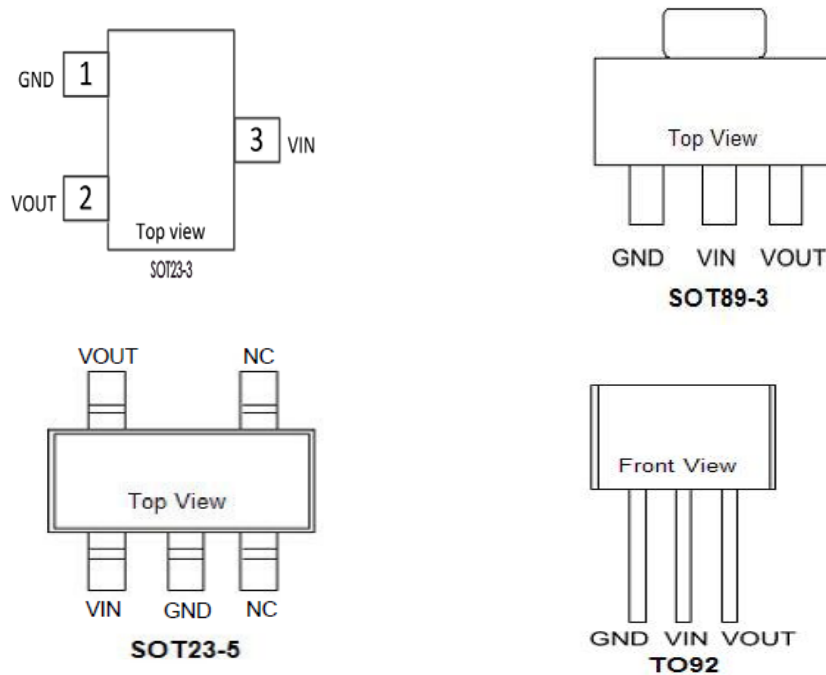 GND 1
3 VIN
VOUT 2
Top view
SOT23-3
Top View
GND VIN VOUT
SOT89-3
VOUT NC
Top View
VIN GND NC
SOT23-5
Front View
GND VIN VOUT
TO92